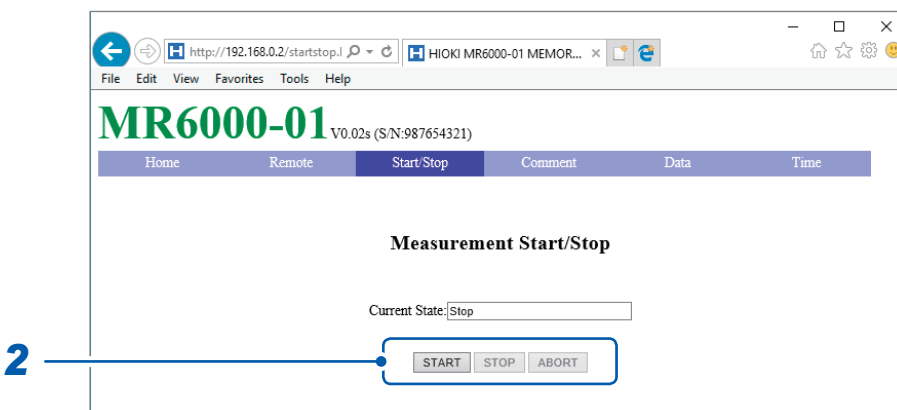 http://192.168.0.2/startstop.l
HIOKI MR6000-01 MEMOR...
File Edit View Favorites Tools Help
MR6000-01 V0.02s (S/N:987654321)
Home Remote Start/Stop Comment Data Time
Measurement Start/Stop
Current State: Stop
2
START STOP ABORT